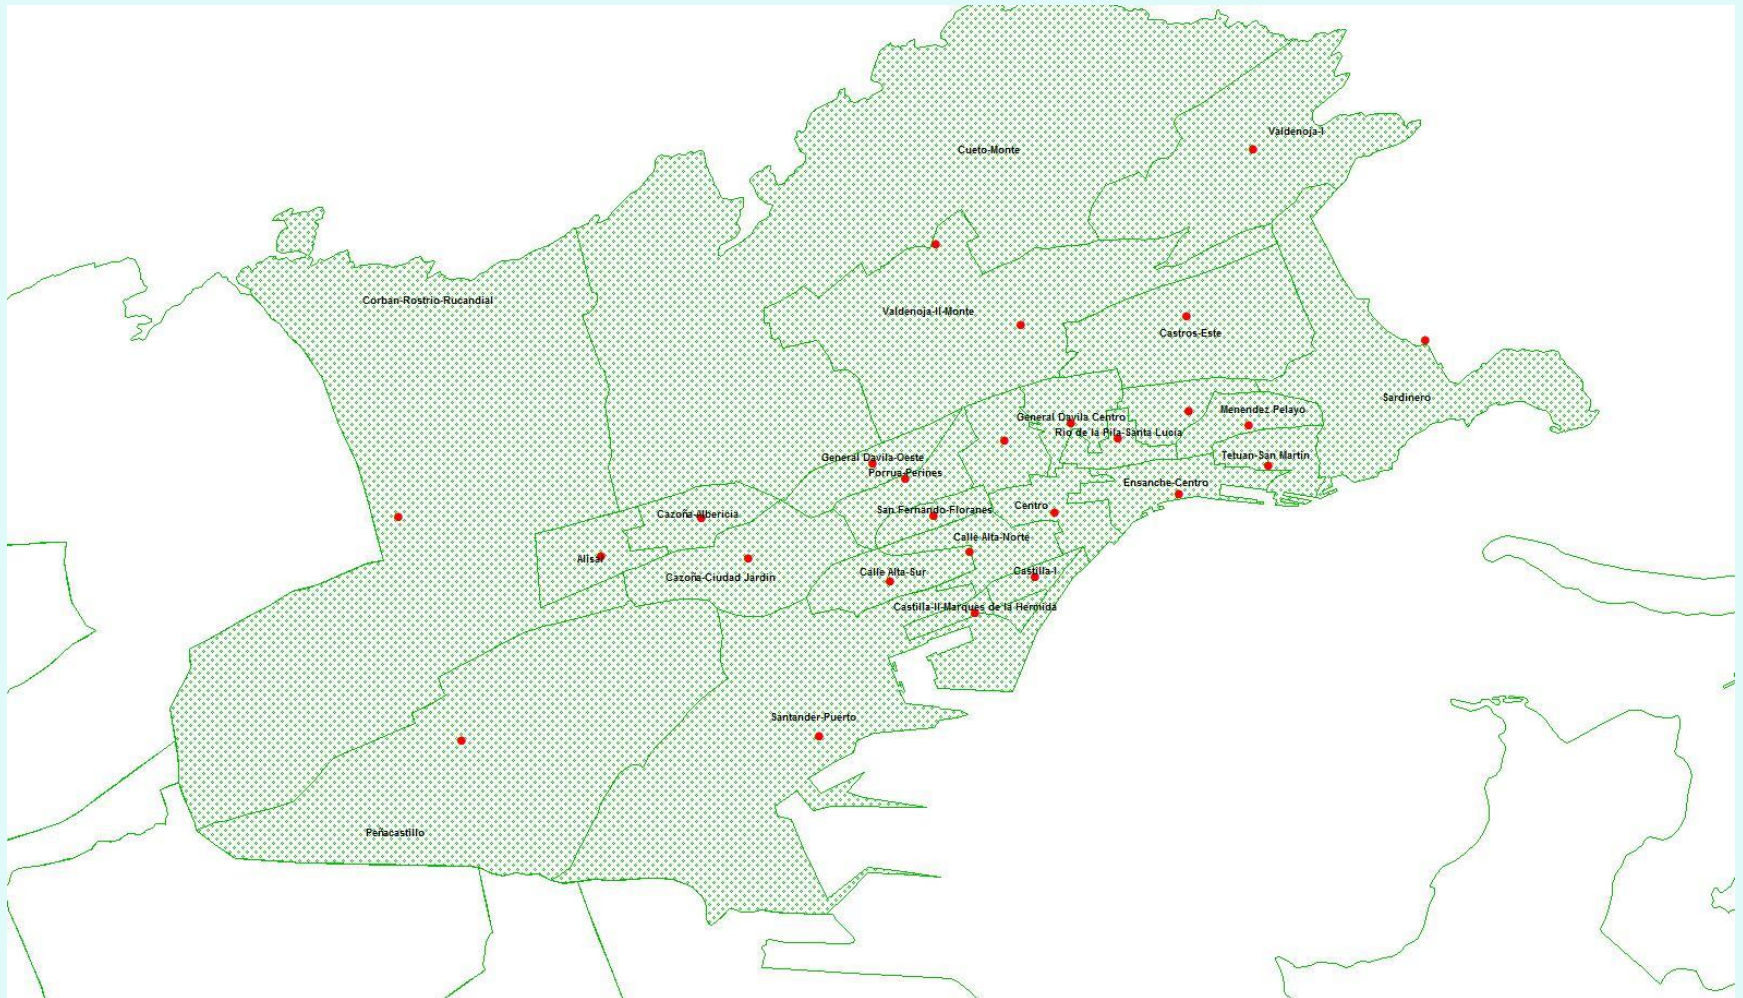 Valdenoja-I
Cueto-Monte
Corban-Rostrio-Rucandial
Valdenoja-II-Monte
Castros-Este
Sardinero
Menendez Pelayo
General Davila Centro
Rio de la Pila-Santa Lucia
General Davila-Oeste
Tetuan-San Martin
Porrua-Perines
Ensanche-Centro
Centro
San Fernando-Floranes
Cazoña-Albericia
Calle Alta-Norte
Alisal
Castilla-I
Calle Alta-Sur
Cazoña-Ciudad Jardin
Castilla-II-Marques de la Hermida
Santander-Puerto
Peñacastillo